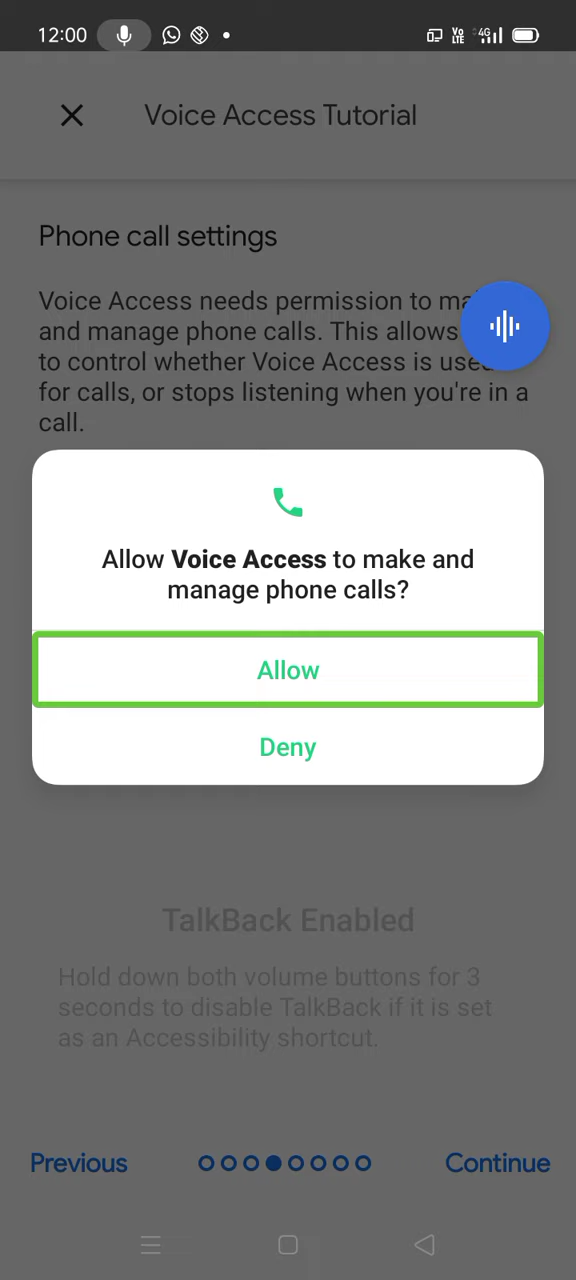 12:00
Vo
LTE
4G
Voice Access Tutorial
Phone call settings
Voice Access needs permission to ma
and manage phone calls. This allows
to control whether Voice Access is use
for calls, or stops listening when you're in a
call.
Allow Voice Access to make and
manage phone calls?
Allow
Deny
TalkBack Enabled
Hold down both volume buttons for 3
seconds to disable TalkBack if it is set
as an Accessibility shortcut.
Previous
Continue